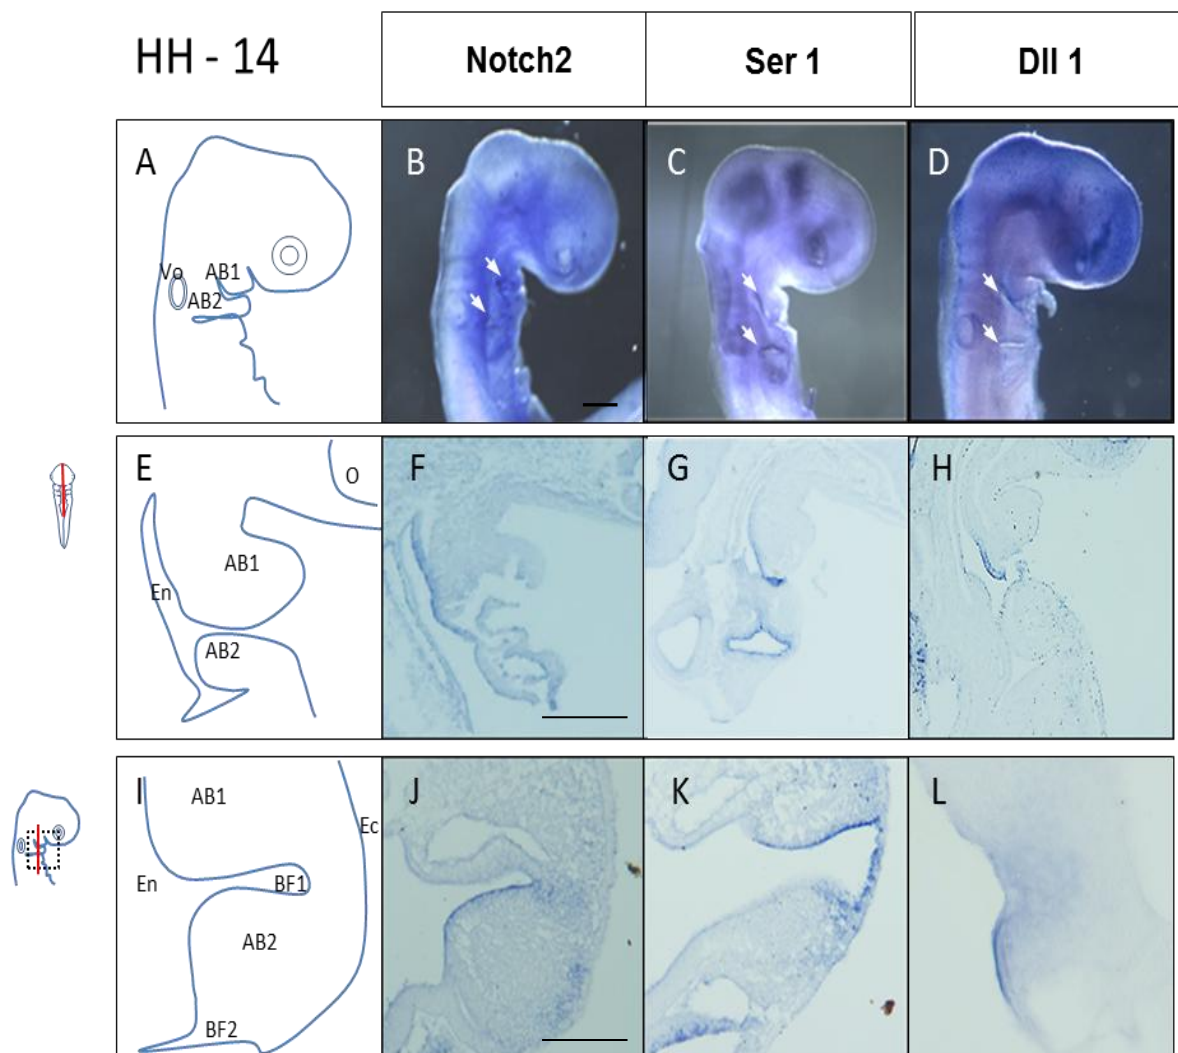 HH - 14
Notch2
Ser 1
Dll 1
A
Vo
AB1
AB2
B
C
D
E
O
AB1
En
AB2
F
G
H
I
AB1
Ec
En
BF1
AB2
BF2
J
K
L